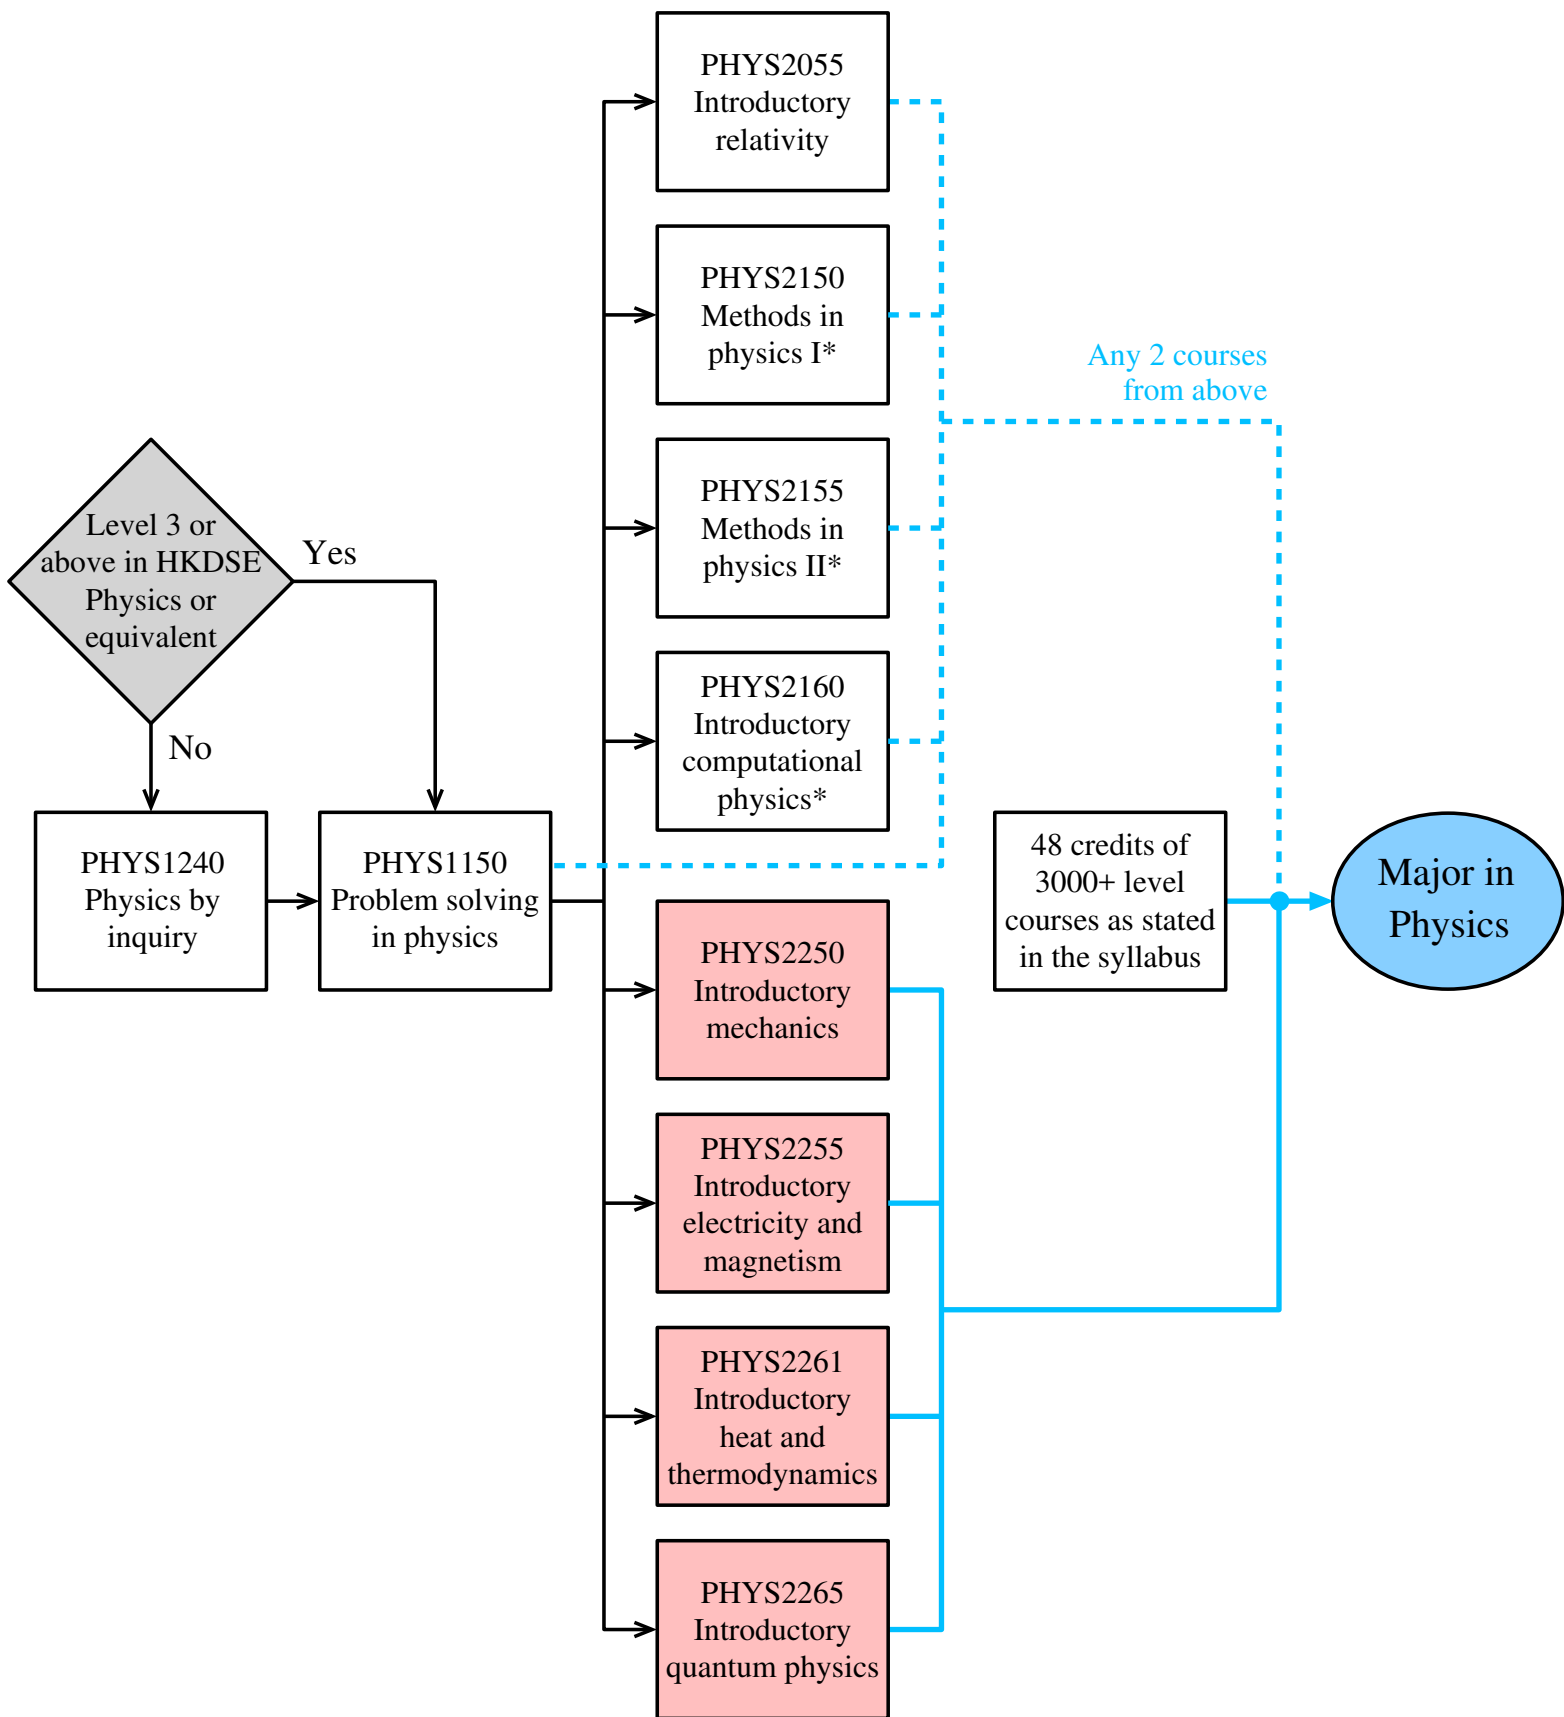 PHYS2055
Introductory
relativity
PHYS2150
Methods in
physics I*
Any 2 courses
from above
PHYS2155
Methods in
physics II*
Level 3 or
above in HKDSE
Physics or
equivalent
Yes
No
PHYS2160
Introductory
computational
physics*
PHYS1240
Physics by
inquiry
PHYS1150
Problem solving
in physics
48 credits of
3000+ level
courses as stated
in the syllabus
Major in
Physics
PHYS2250
Introductory
mechanics
PHYS2255
Introductory
electricity and
magnetism
PHYS2261
Introductory
heat and
thermodynamics
PHYS2265
Introductory
quantum physics